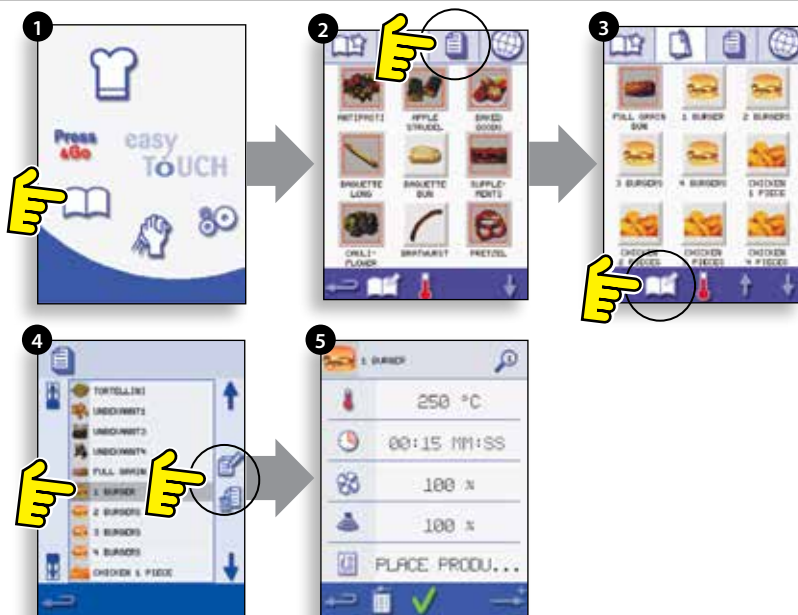 1
Press
&Go
easy
ToUCH
2
ANTIPASTI
APPLE
STRUDEL
BAKED
GOODS
BAGUETTE
LONG
BAGUETTE
BUN
SUPPLE-
MENTS
CAULI-
FLOWER
BRATWURST
PRETZEL
3
FULL GRAIN
BUN
1 BURGER
2 BURGERS
3 BURGERS
4 BURGERS
CHICKEN
1 PIECE
CHICKEN
2 PIECES
CHICKEN
PIECES
CHICKEN
4 PIECES
4
TORTELLINI
FULL GRAIN
1 BURGER
2 BURGERS
3 BURGERS
4 BURGERS
CHICKEN 1 PIECE
5
1 BURGER
1
250 °C
00:15 MM:SS
100 %
100 %
PLACE PRODU...